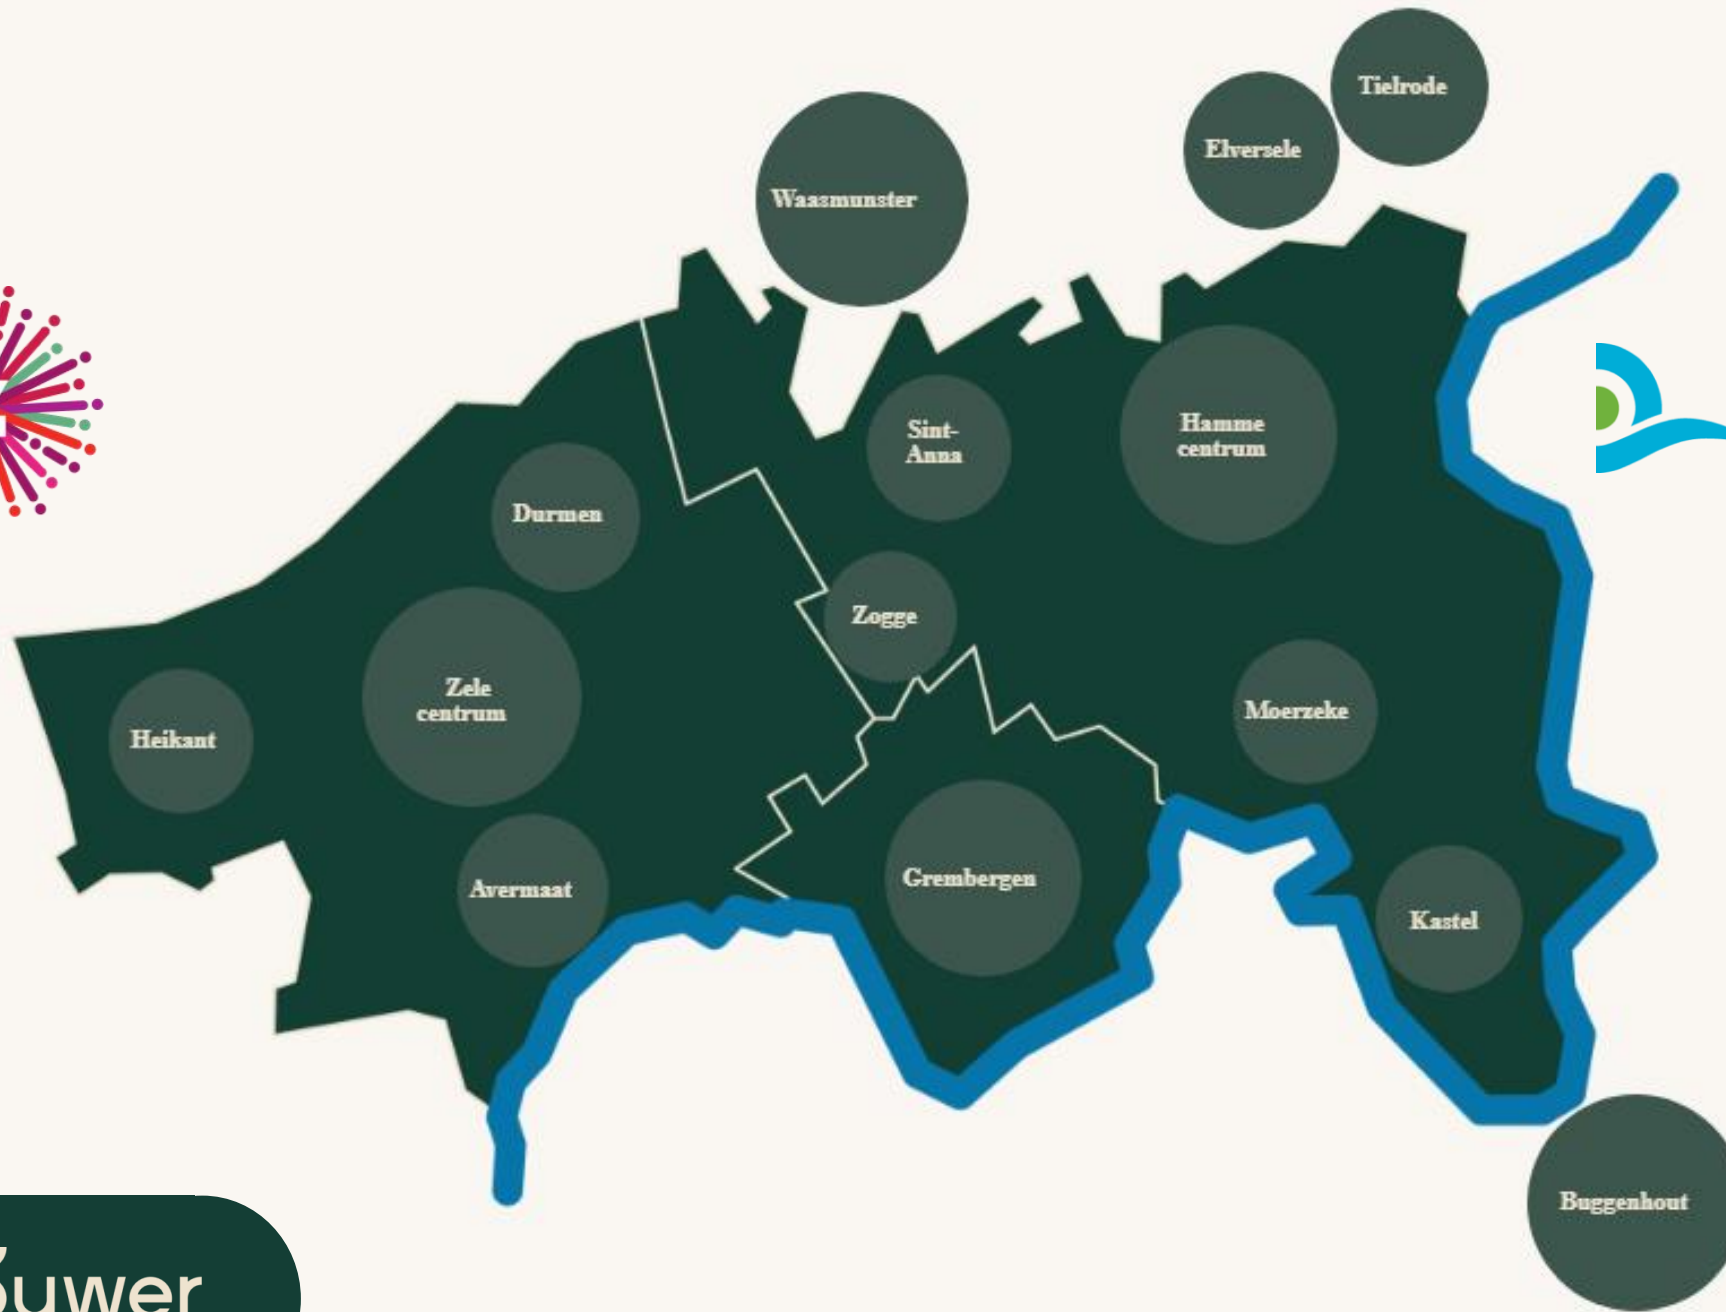 Tielrode
Elversele
Waasmunster
Sint-
Anna
Hamme
centrum
Durmen
Zogge
Zele
centrum
Moerzeke
Heikant
Grembergen
Avermaat
Kastel
Buggenhout